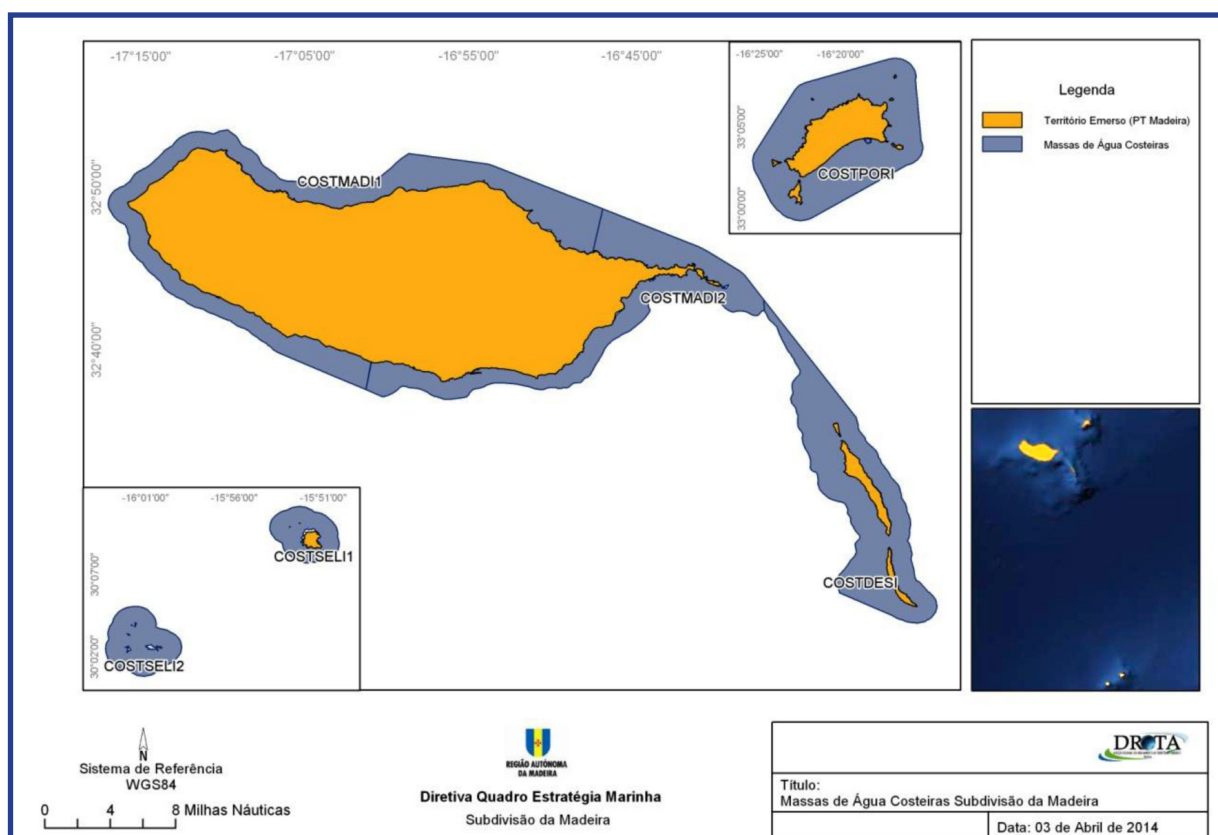 -17°15'00" -17°05'00" -16°55'00" -16°45'00"
32°50'00"
32°40'00"
COSTMADI1
COSTMADI2
COSTDESI
-16°25'00" -16°20'00"
33°05'00"
33°00'00"
COSTPORI
-16°01'00" -15°56'00" -15°51'00"
30°07'00"
30°02'00"
COSTSELI1
COSTSELI2
Legenda
Território Emerso (PT Madeira)
Massas de Água Costeiras
N
Sistema de Referência
WGS84
0 4 8 Milhas Náuticas
REGIÃO AUTÓNOMA
DA MADEIRA
Diretiva Quadro Estratégia Marinha
Subdivisão da Madeira
DROTA
Título:
Massas de Água Costeiras Subdivisão da Madeira
Data: 03 de Abril de 2014